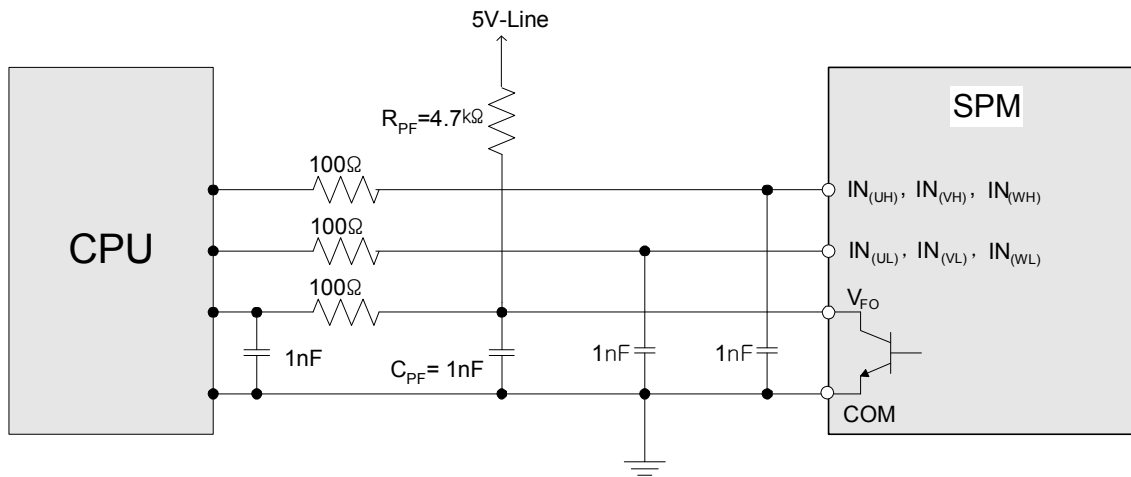 5V-Line
R_PF=4.7kΩ
SPM
100Ω
IN(UH), IN(VH), IN(WH)
CPU
100Ω
IN(UL), IN(VL), IN(WL)
100Ω
VFO
1nF
C_PF= 1nF
1nF
1nF
COM